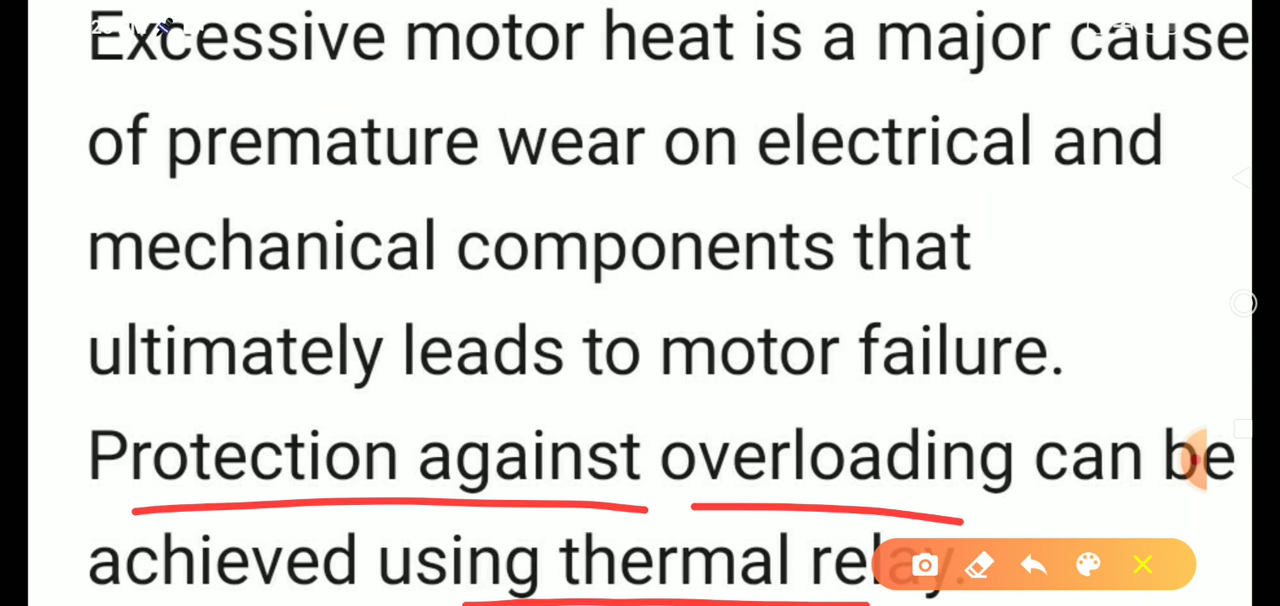 Excessive motor heat is a major cause
of premature wear on electrical and
mechanical components that
ultimately leads to motor failure.
Protection against overloading can be
achieved using thermal relay.